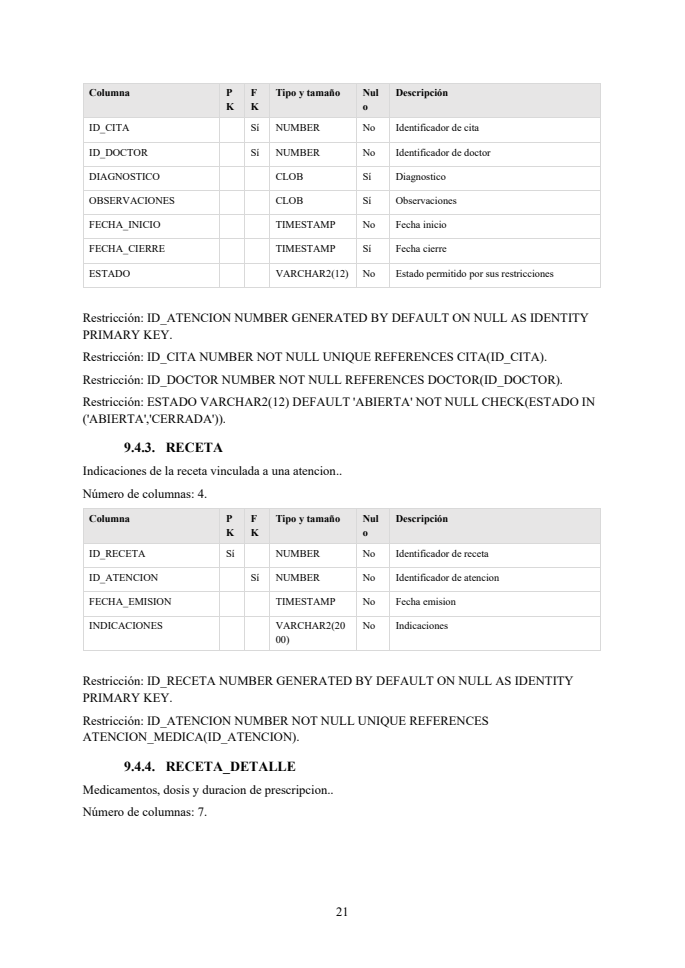 Columna P K F K Tipo y tamaño Nul o Descripción
ID_CITA Sí NUMBER No Identificador de cita
ID_DOCTOR Sí NUMBER No Identificador de doctor
DIAGNOSTICO CLOB Sí Diagnostico
OBSERVACIONES CLOB Sí Observaciones
FECHA_INICIO TIMESTAMP No Fecha inicio
FECHA_CIERRE TIMESTAMP Sí Fecha cierre
ESTADO VARCHAR2(12) No Estado permitido por sus restricciones
Restricción: ID_ATENCION NUMBER GENERATED BY DEFAULT ON NULL AS IDENTITY
PRIMARY KEY.
Restricción: ID_CITA NUMBER NOT NULL UNIQUE REFERENCES CITA(ID_CITA).
Restricción: ID_DOCTOR NUMBER NOT NULL REFERENCES DOCTOR(ID_DOCTOR).
Restricción: ESTADO VARCHAR2(12) DEFAULT 'ABIERTA' NOT NULL CHECK(ESTADO IN
('ABIERTA','CERRADA')).
9.4.3. RECETA
Indicaciones de la receta vinculada a una atencion..
Número de columnas: 4.
Columna P K F K Tipo y tamaño Nul o Descripción
ID_RECETA Sí NUMBER No Identificador de receta
ID_ATENCION Sí NUMBER No Identificador de atencion
FECHA_EMISION TIMESTAMP No Fecha emision
INDICACIONES VARCHAR2(20 00) No Indicaciones
Restricción: ID_RECETA NUMBER GENERATED BY DEFAULT ON NULL AS IDENTITY
PRIMARY KEY.
Restricción: ID_ATENCION NUMBER NOT NULL UNIQUE REFERENCES
ATENCION_MEDICA(ID_ATENCION).
9.4.4. RECETA_DETALLE
Medicamentos, dosis y duracion de prescripcion..
Número de columnas: 7.
21